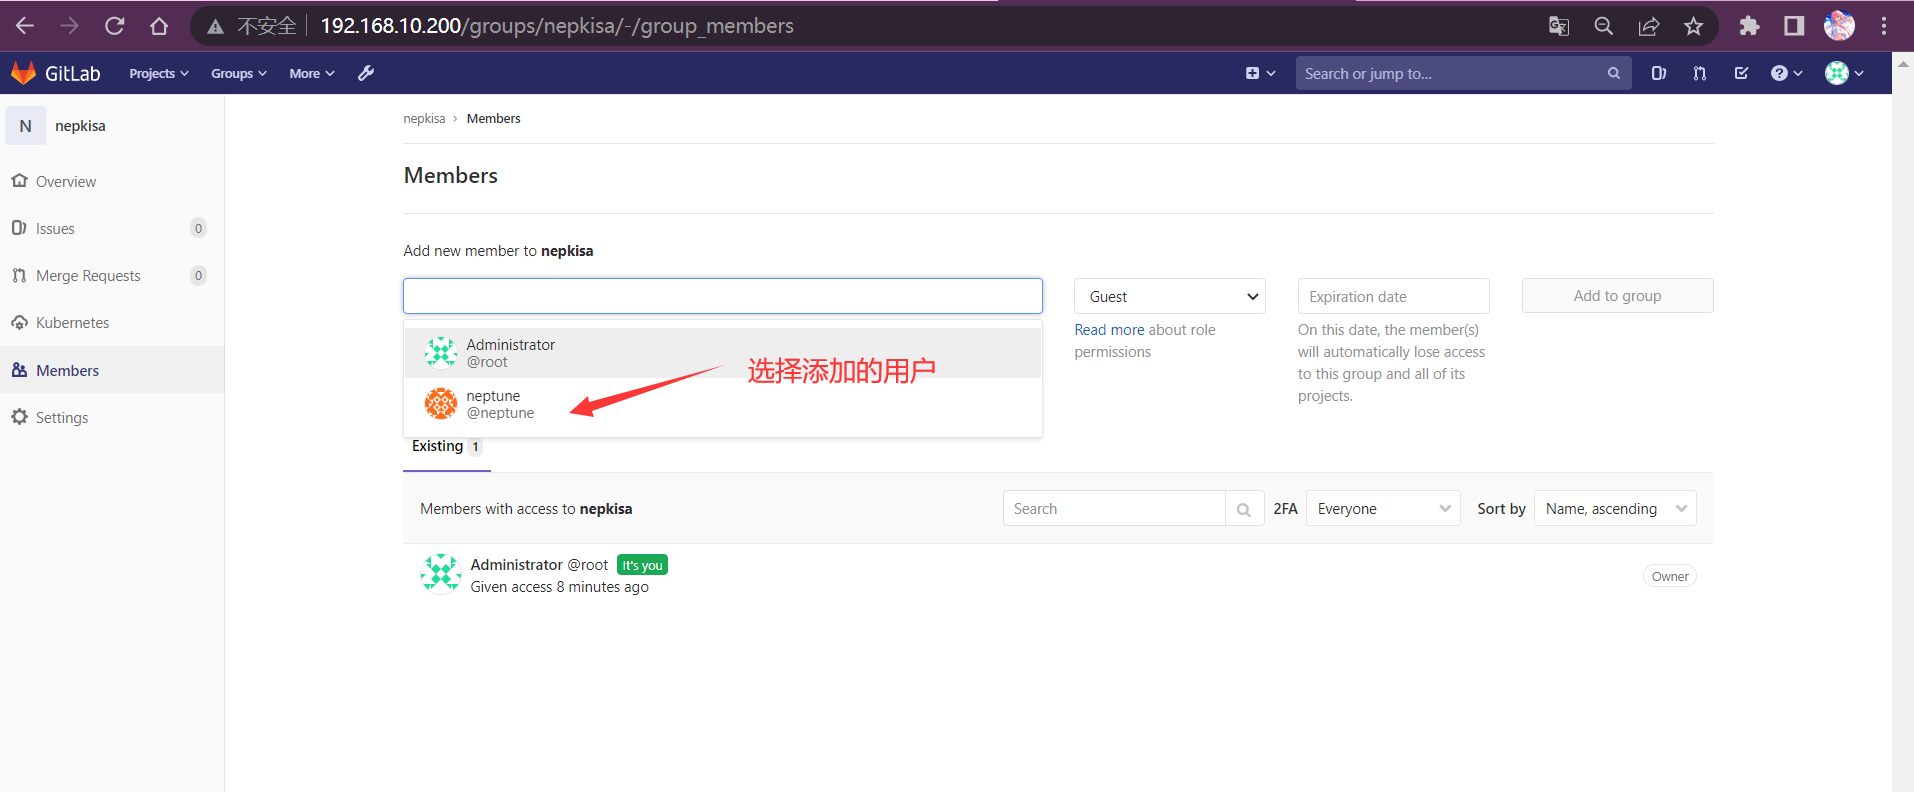 不安全 192.168.10.200/groups/nepkisa/-/group_members
GitLab Projects Groups More Search or jump to...
N nepkisa
Overview
Issues 0
Merge Requests 0
Kubernetes
Members
Settings
nepkisa › Members
Members
Add new member to nepkisa
Guest
Expiration date
Add to group
Read more about role
permissions
On this date, the member(s)
will automatically lose access
to this group and all of its
projects.
Administrator
@root
neptune
@neptune
选择添加的用户
Existing 1
Members with access to nepkisa Search 2FA Everyone Sort by Name, ascending
Administrator @root It's you
Given access 8 minutes ago
Owner